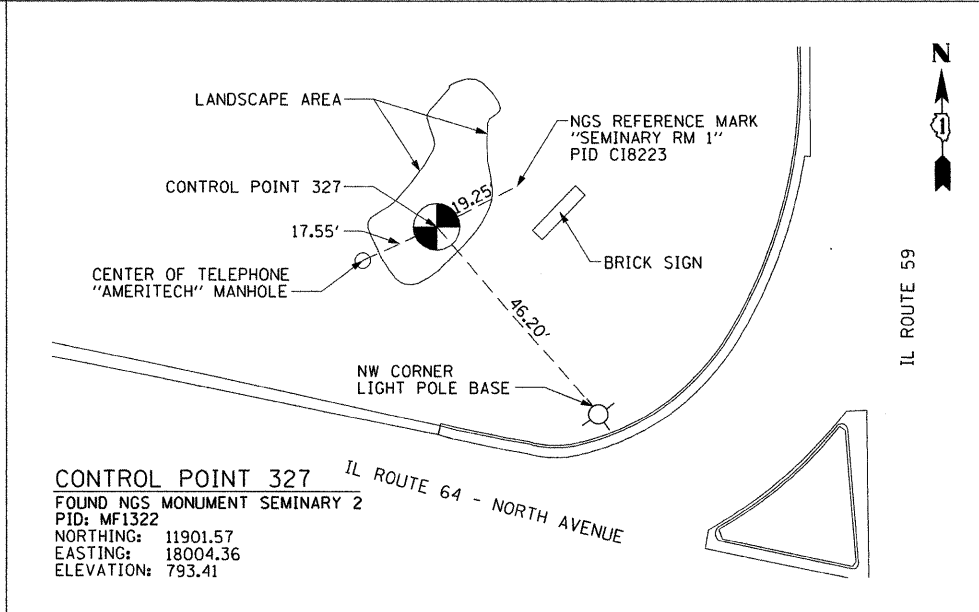 N
1
LANDSCAPE AREA
NGS REFERENCE MARK
"SEMINARY RM 1"
PID CI8223
CONTROL POINT 327
19.25'
17.55'
CENTER OF TELEPHONE
"AMERITECH" MANHOLE
BRICK SIGN
IL ROUTE 59
46.20'
NW CORNER
LIGHT POLE BASE
IL ROUTE 64 - NORTH AVENUE
CONTROL POINT 327
FOUND NGS MONUMENT SEMINARY 2
PID: MF1322
NORTHING: 11901.57
EASTING: 18004.36
ELEVATION: 793.41